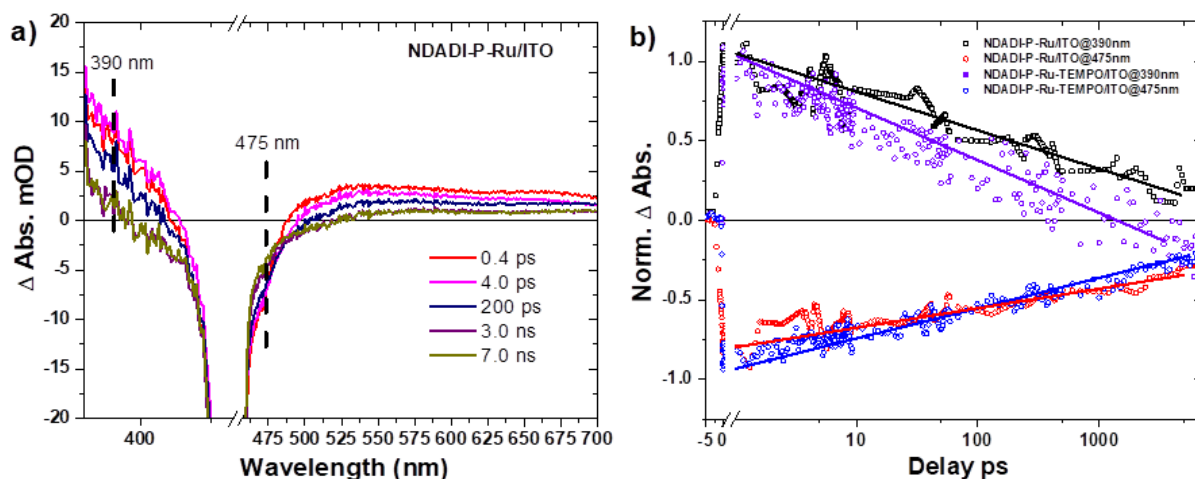 a)
NDADI-P-Ru/ITO
390 nm
475 nm
Δ Abs. mOD
20
15
10
5
0
-5
-10
-15
-20
0.4 ps
4.0 ps
200 ps
3.0 ns
7.0 ns
400 475 500 525 550 575 600 625 650 675 700
Wavelength (nm)
b)
NDADI-P-Ru/ITO@390nm
NDADI-P-Ru/ITO@475nm
NDADI-P-Ru-TEMPO/ITO@390nm
NDADI-P-Ru-TEMPO/ITO@475nm
Norm. Δ Abs.
1.0
0.5
0.0
-0.5
-1.0
-5 0 10 100 1000
Delay ps